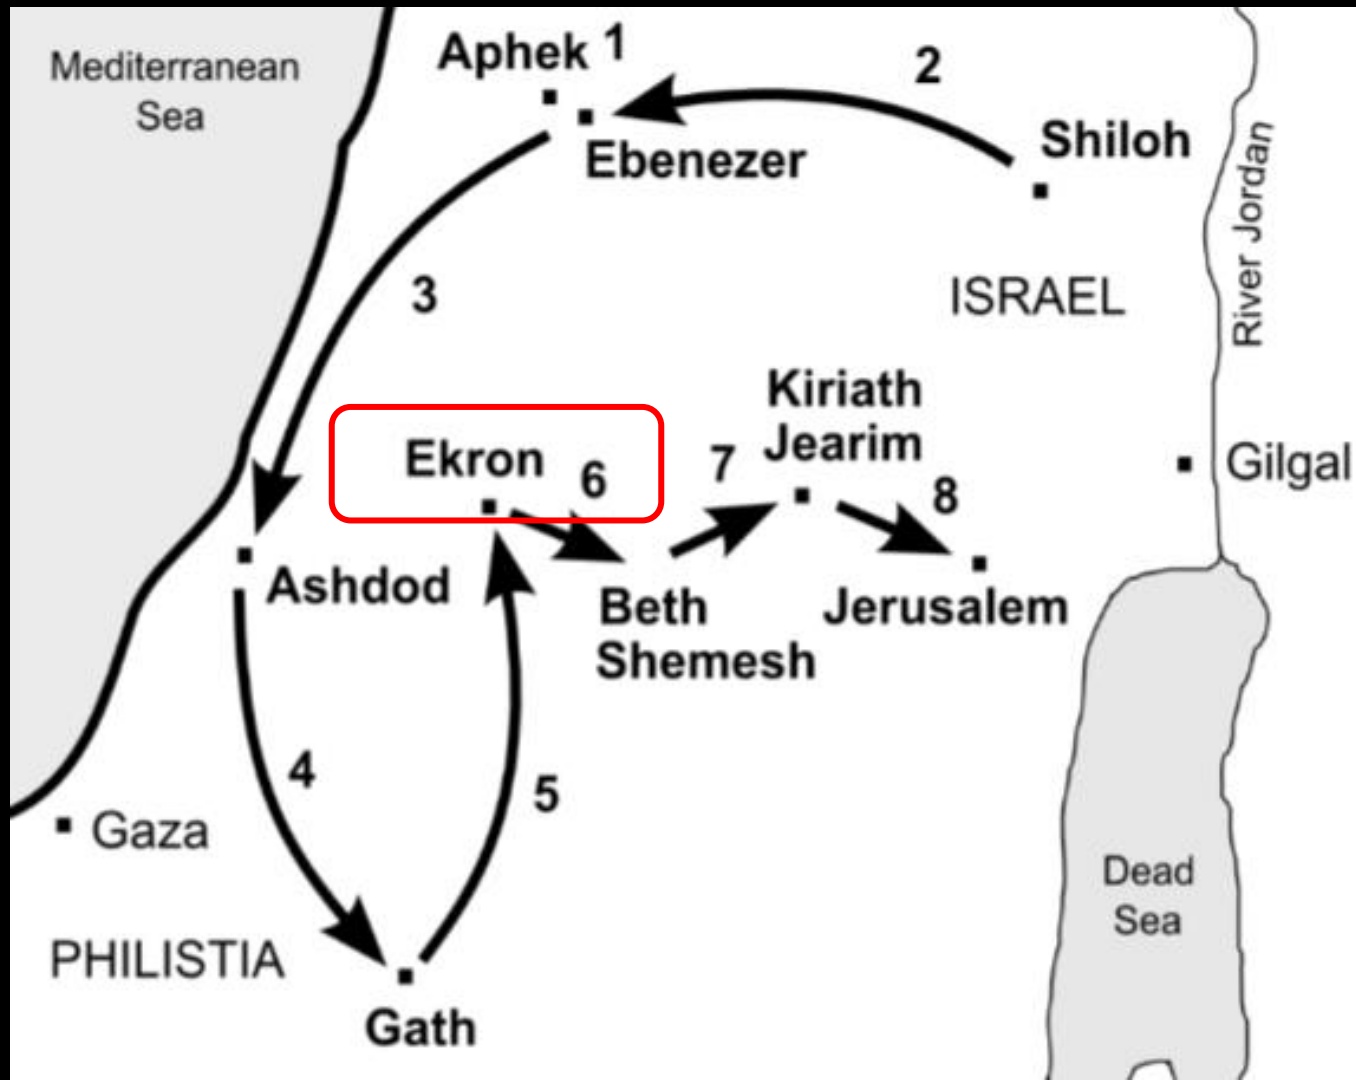 Mediterranean
Sea
Aphek 1
2
Ebenezer
Shiloh
River Jordan
3
ISRAEL
Kiriath
Jearim
Ekron
6
7
8
Gilgal
Ashdod
Beth
Shemesh
Jerusalem
4
5
Gaza
Dead
Sea
PHILISTIA
Gath